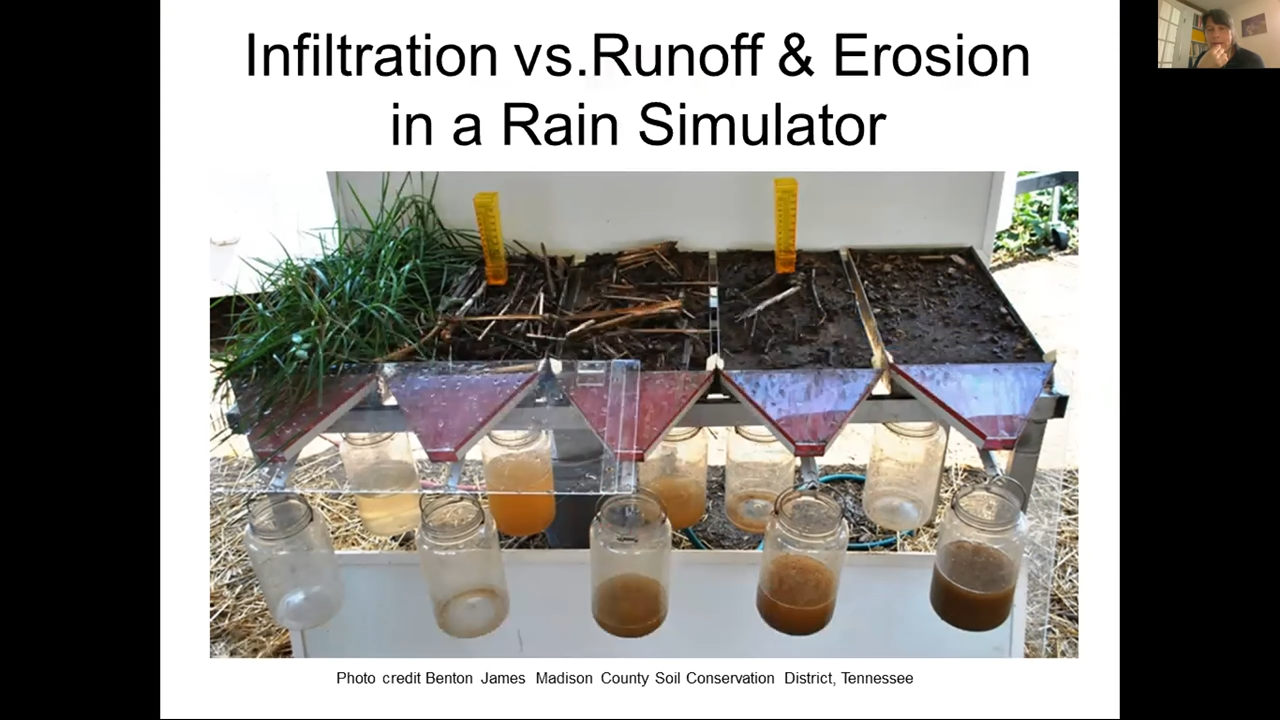 Infiltration vs.Runoff & Erosion
in a Rain Simulator
Photo credit Benton James Madison County Soil Conservation District, Tennessee